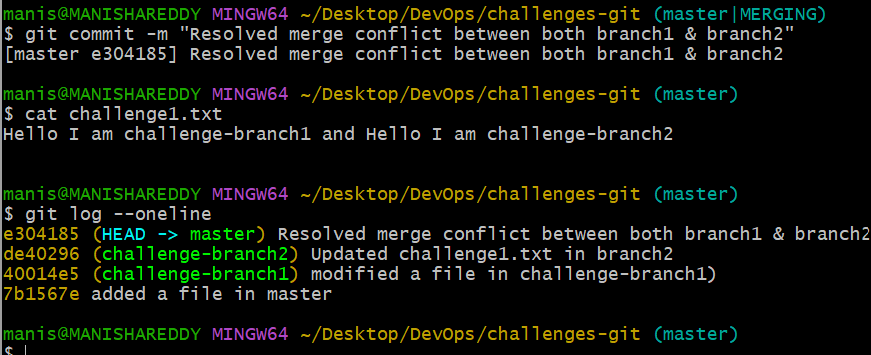 manis@MANISHAREDDY MINGW64 ~/Desktop/DevOps/challenges-git (master|MERGING)
$ git commit -m "Resolved merge conflict between both branch1 & branch2"
[master e304185] Resolved merge conflict between both branch1 & branch2
manis@MANISHAREDDY MINGW64 ~/Desktop/DevOps/challenges-git (master)
$ cat challenge1.txt
Hello I am challenge-branch1 and Hello I am challenge-branch2
manis@MANISHAREDDY MINGW64 ~/Desktop/DevOps/challenges-git (master)
$ git log --oneline
e304185 (HEAD -> master) Resolved merge conflict between both branch1 & branch2
de40296 (challenge-branch2) Updated challenge1.txt in branch2
40014e5 (challenge-branch1) modified a file in challenge-branch1)
7b1567e added a file in master
manis@MANISHAREDDY MINGW64 ~/Desktop/DevOps/challenges-git (master)
$